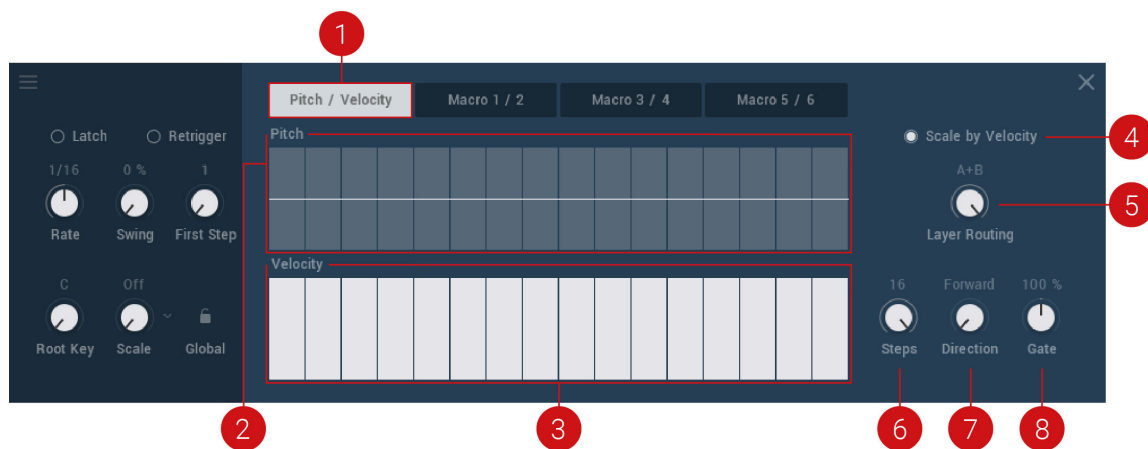 1
Pitch / Velocity
Macro 1 / 2
Macro 3 / 4
Macro 5 / 6
Latch
Retrigger
Pitch
Scale by Velocity
4
1/16
0 %
1
A+B
5
Rate
Swing
First Step
Layer Routing
Velocity
C
Off
16
Forward
100 %
Root Key
Scale
Global
Steps
Direction
Gate
2
3
6
7
8